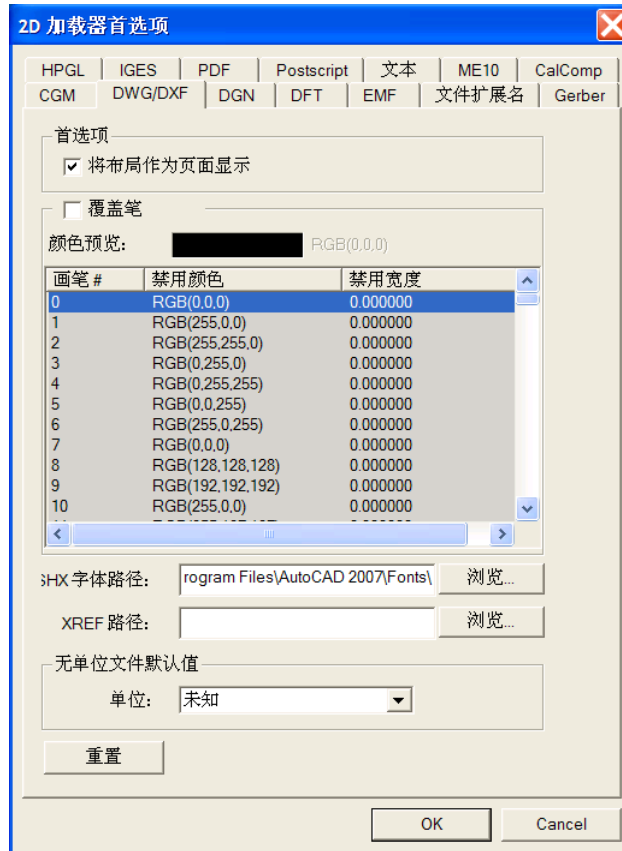 2D 加载器首选项
HPGL IGES PDF Postscript 文本 ME10 CalComp
CGM DWG/DXF DGN DFT EMF 文件扩展名 Gerber
首选项
将布局作为页面显示
覆盖笔
颜色预览: RGB(0,0,0)
画笔 # 禁用颜色 禁用宽度
0 RGB(0,0,0) 0.000000
1 RGB(255,0,0) 0.000000
2 RGB(255,255,0) 0.000000
3 RGB(0,255,0) 0.000000
4 RGB(0,255,255) 0.000000
5 RGB(0,0,255) 0.000000
6 RGB(255,0,255) 0.000000
7 RGB(0,0,0) 0.000000
8 RGB(128,128,128) 0.000000
9 RGB(192,192,192) 0.000000
10 RGB(255,0,0) 0.000000
SHX 字体路径: rogram Files\AutoCAD 2007\Fonts\ 浏览...
XREF 路径: 浏览...
无单位文件默认值
单位: 未知
重置
OK Cancel